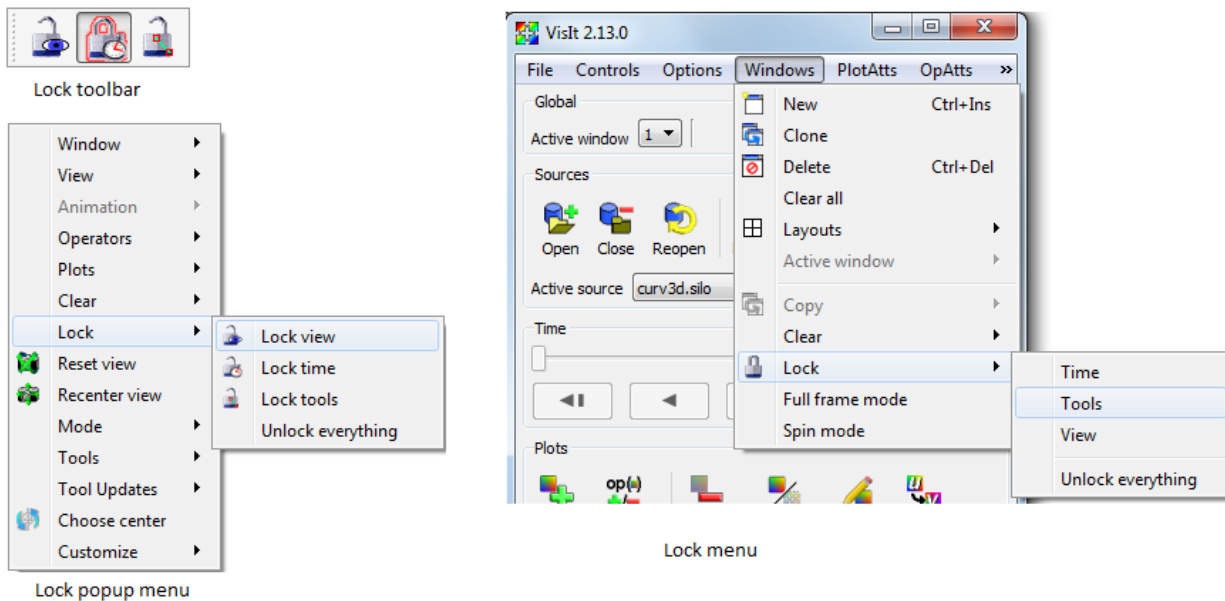 Lock toolbar
Window
View
Animation
Operators
Plots
Clear
Lock
Reset view
Recenter view
Mode
Tools
Tool Updates
Choose center
Customize
Lock view
Lock time
Lock tools
Unlock everything
Lock popup menu
VisIt 2.13.0
File Controls Options Windows PlotAtts OpAtts »
Global
Active window 1
Sources
Open Close Reopen
Active source curv3d.silo
Time
Plots
op(•)
New Ctrl+Ins
Clone
Delete Ctrl+Del
Clear all
Layouts
Active window
Copy
Clear
Lock
Full frame mode
Spin mode
Time
Tools
View
Unlock everything
Lock menu